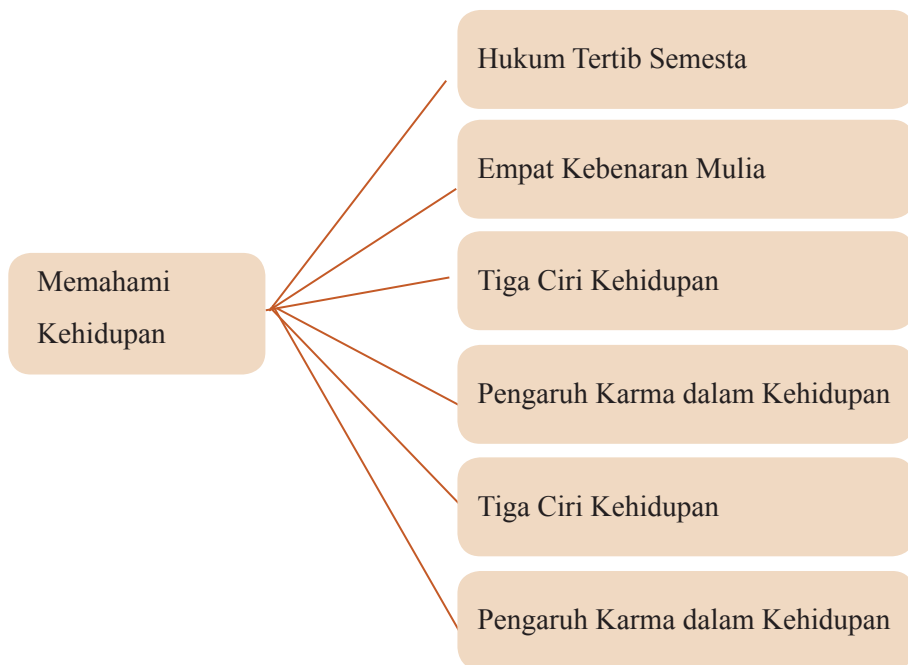 Memahami
Kehidupan
Hukum Tertib Semesta
Empat Kebenaran Mulia
Tiga Ciri Kehidupan
Pengaruh Karma dalam Kehidupan
Tiga Ciri Kehidupan
Pengaruh Karma dalam Kehidupan